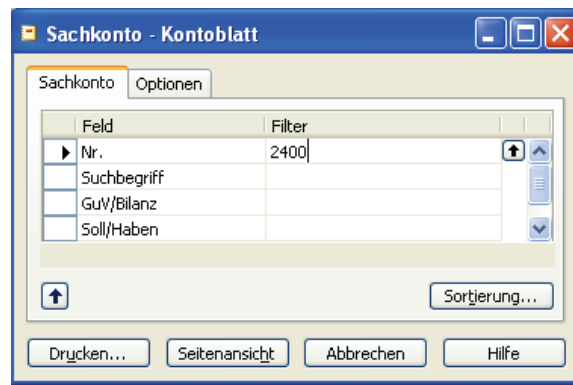 Sachkonto - Kontoblatt
Sachkonto Optionen
Feld Filter
Nr. 2400
Suchbegriff
GuV/Bilanz
Soll/Haben
Sortierung...
Drucken... Seitenansicht Abbrechen Hilfe